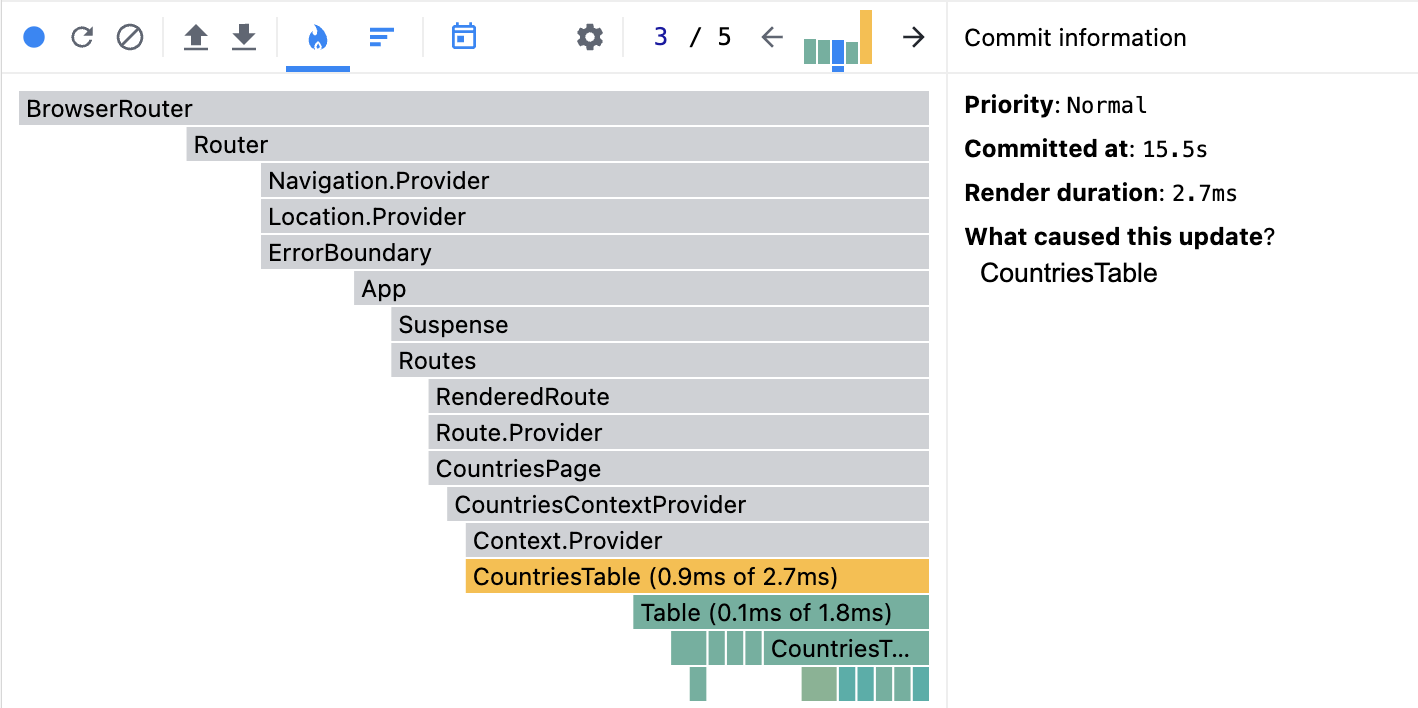 3 / 5
Commit information
BrowserRouter
Router
Navigation.Provider
Location.Provider
ErrorBoundary
App
Suspense
Routes
RenderedRoute
Route.Provider
CountriesPage
CountriesContextProvider
Context.Provider
CountriesTable (0.9ms of 2.7ms)
Table (0.1ms of 1.8ms)
CountriesT...
Priority: Normal
Committed at: 15.5s
Render duration: 2.7ms
What caused this update?
CountriesTable